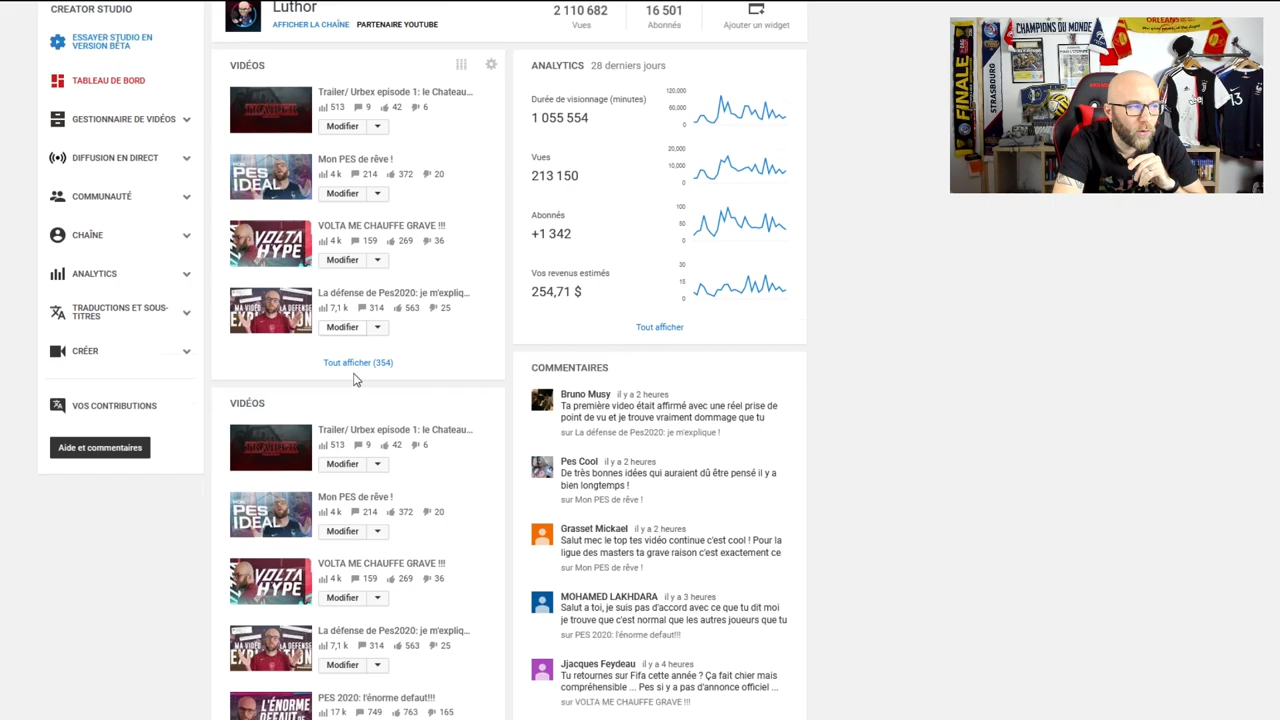 CREATOR STUDIO
ESSAYER STUDIO EN
VERSION BÊTA
TABLEAU DE BORD
GESTIONNAIRE DE VIDÉOS
DIFFUSION EN DIRECT
COMMUNAUTÉ
CHAÎNE
ANALYTICS
TRADUCTIONS ET SOUS-
TITRES
CRÉER
VOS CONTRIBUTIONS
Aide et commentaires
Luthor
AFFICHER LA CHAÎNE PARTENAIRE YOUTUBE
2 110 682
Vues
16 501
Abonnés
Ajouter un widget
VIDÉOS
Trailer/ Urbex episode 1: le Chateau...
513 9 42 6
Modifier
MON
PES
IDEAL
Mon PES de rêve !
4 k 214 372 20
Modifier
VOLTA
HYPE
VOLTA ME CHAUFFE GRAVE !!!
4 k 159 269 36
Modifier
La défense de Pes2020: je m'expliq...
7,1 k 314 563 25
Modifier
Tout afficher (354)
VIDÉOS
Trailer/ Urbex episode 1: le Chateau...
513 9 42 6
Modifier
MON
PES
IDEAL
Mon PES de rêve !
4 k 214 372 20
Modifier
VOLTA
HYPE
VOLTA ME CHAUFFE GRAVE !!!
4 k 159 269 36
Modifier
La défense de Pes2020: je m'expliq...
7,1 k 314 563 25
Modifier
L'ÉNORME
DEFAUT DE
PES 2020: l'énorme defaut!!!
17 k 749 763 165
ANALYTICS 28 derniers jours
Durée de visionnage (minutes)
1 055 554
120,000
60,000
0
Vues
213 150
20,000
10,000
0
Abonnés
+1 342
100
50
0
Vos revenus estimés
254,71 $
30
15
0
Tout afficher
COMMENTAIRES
Bruno Musy il y a 2 heures
Ta première video était affirmé avec une réel prise de
point de vu et je trouve vraiment dommage que tu
sur La défense de Pes2020: je m'explique !
Pes Cool il y a 2 heures
De très bonnes idées qui auraient dû être pensé il y a
bien longtemps !
sur Mon PES de rêve !
Grasset Mickael il y a 2 heures
Salut mec le top tes vidéo continue c'est cool ! Pour la
ligue des masters ta grave raison c'est exactement ce
sur Mon PES de rêve !
MOHAMED LAKHDARA il y a 3 heures
Salut a toi, je suis pas d'accord avec ce que tu dit moi
je trouve que c'est normal que les autres joueurs que tu
sur PES 2020: l'énorme defaut!!!
Jjacques Feydeau il y a 4 heures
Tu retournes sur Fifa cette année ? Ça fait chier mais
compréhensible ... Pes si y a pas d'annonce officiel ...
sur VOLTA ME CHAUFFE GRAVE !!!
CHAMPIONS DU MONDE
ORLEANS
FINALE
STRASBOURG
13